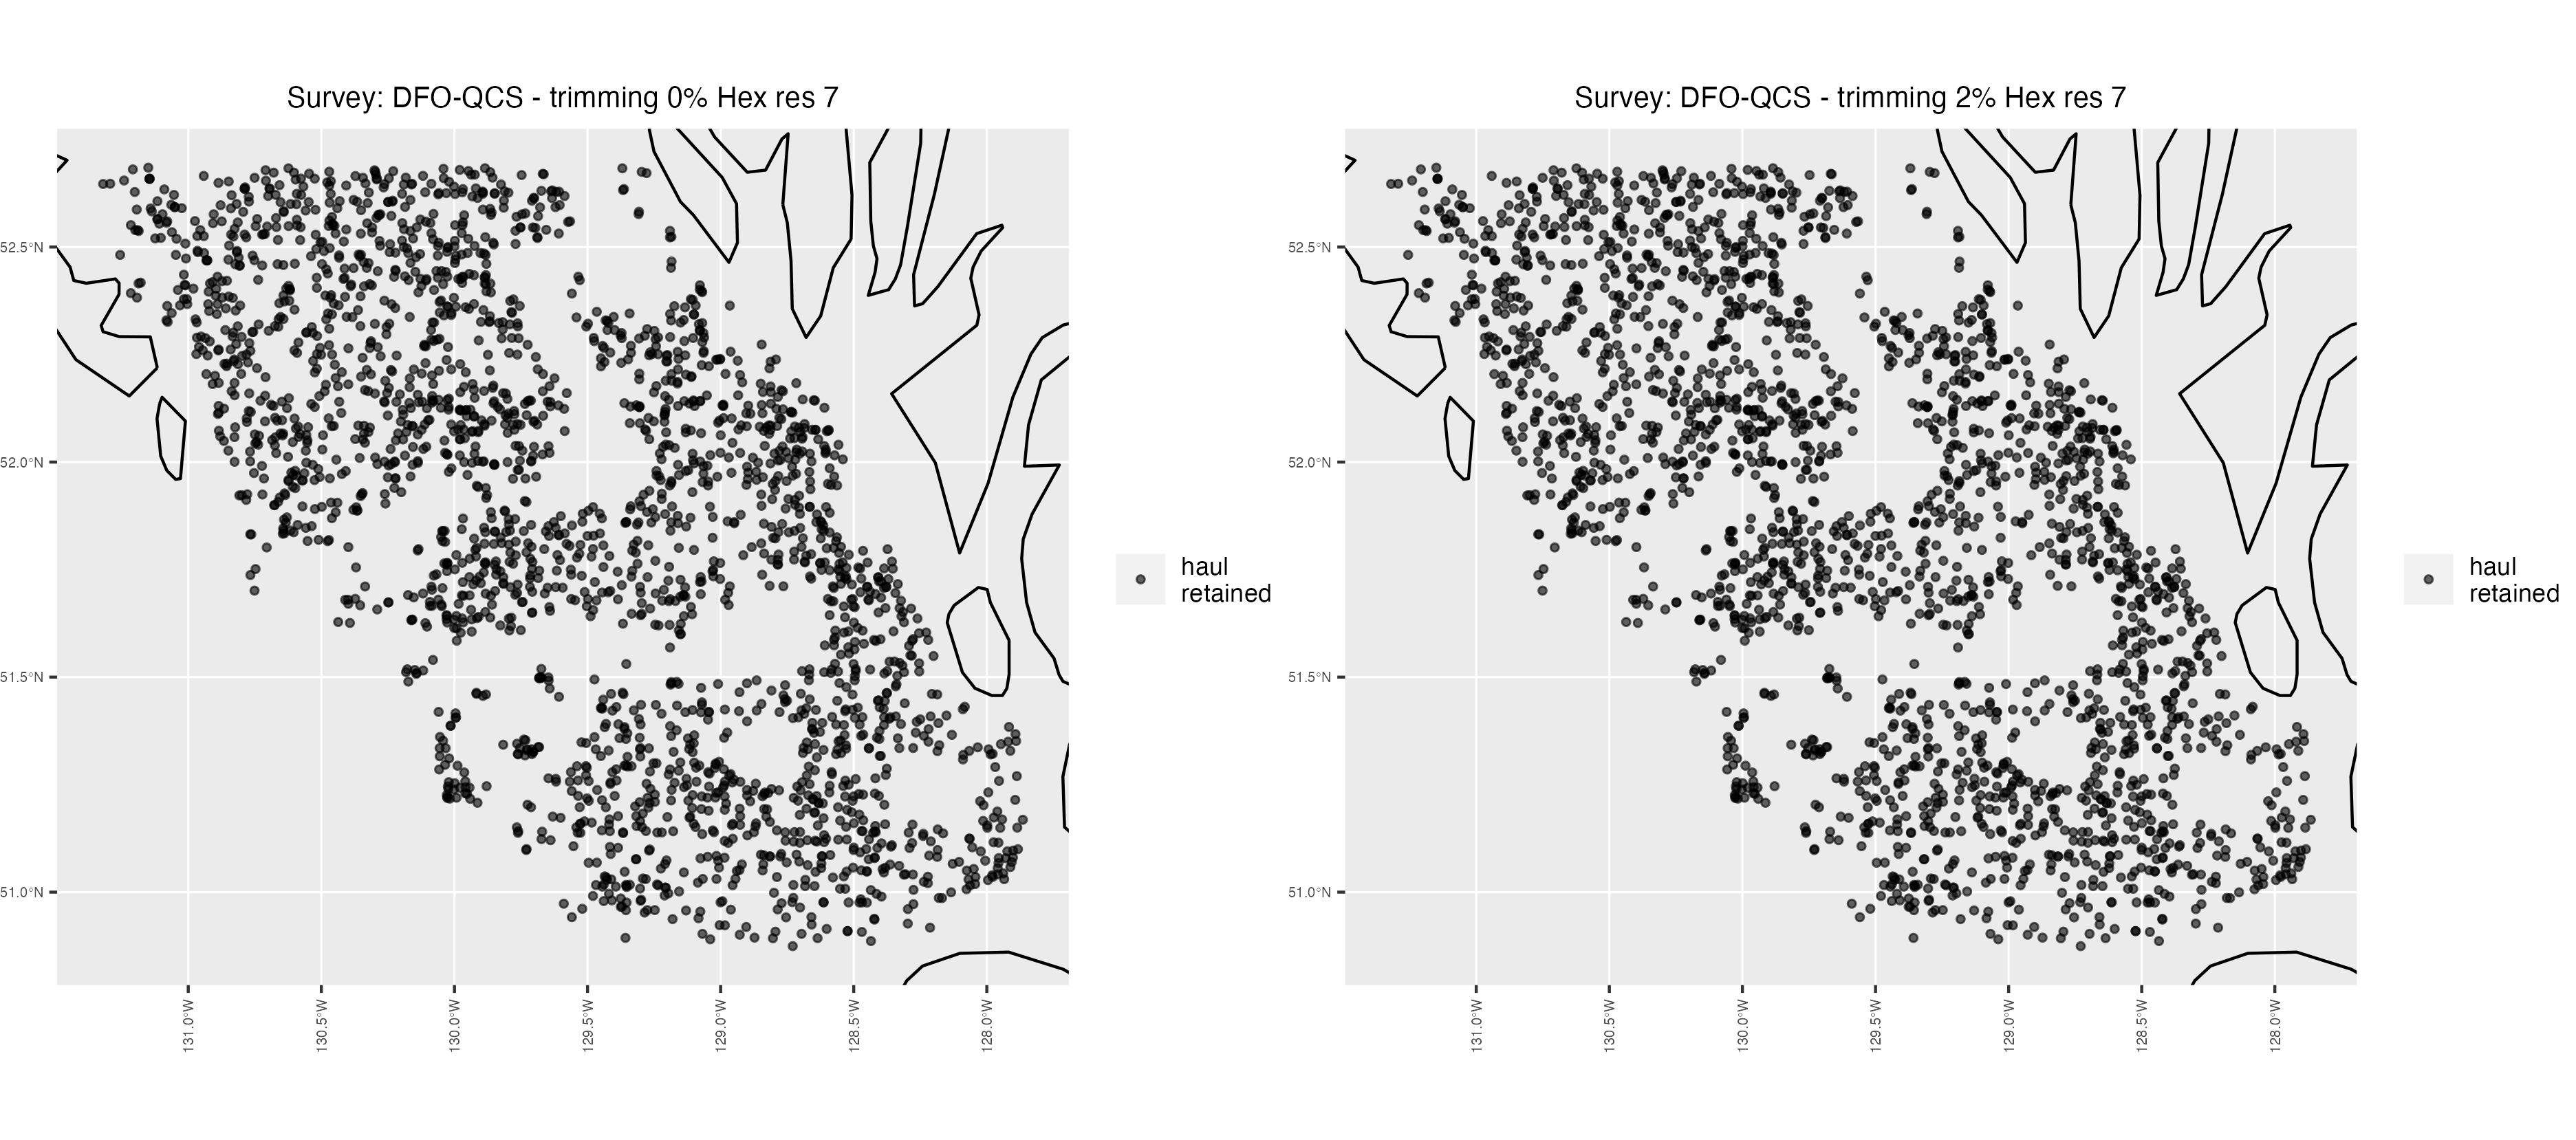 Survey: DFO-QCS - trimming 0% Hex res 7
52.5°N
52.0°N
51.5°N
51.0°N
131.0°W
130.5°W
130.0°W
129.5°W
129.0°W
128.5°W
128.0°W
haul
retained
Survey: DFO-QCS - trimming 2% Hex res 7
52.5°N
52.0°N
51.5°N
51.0°N
131.0°W
130.5°W
130.0°W
129.5°W
129.0°W
128.5°W
128.0°W
haul
retained